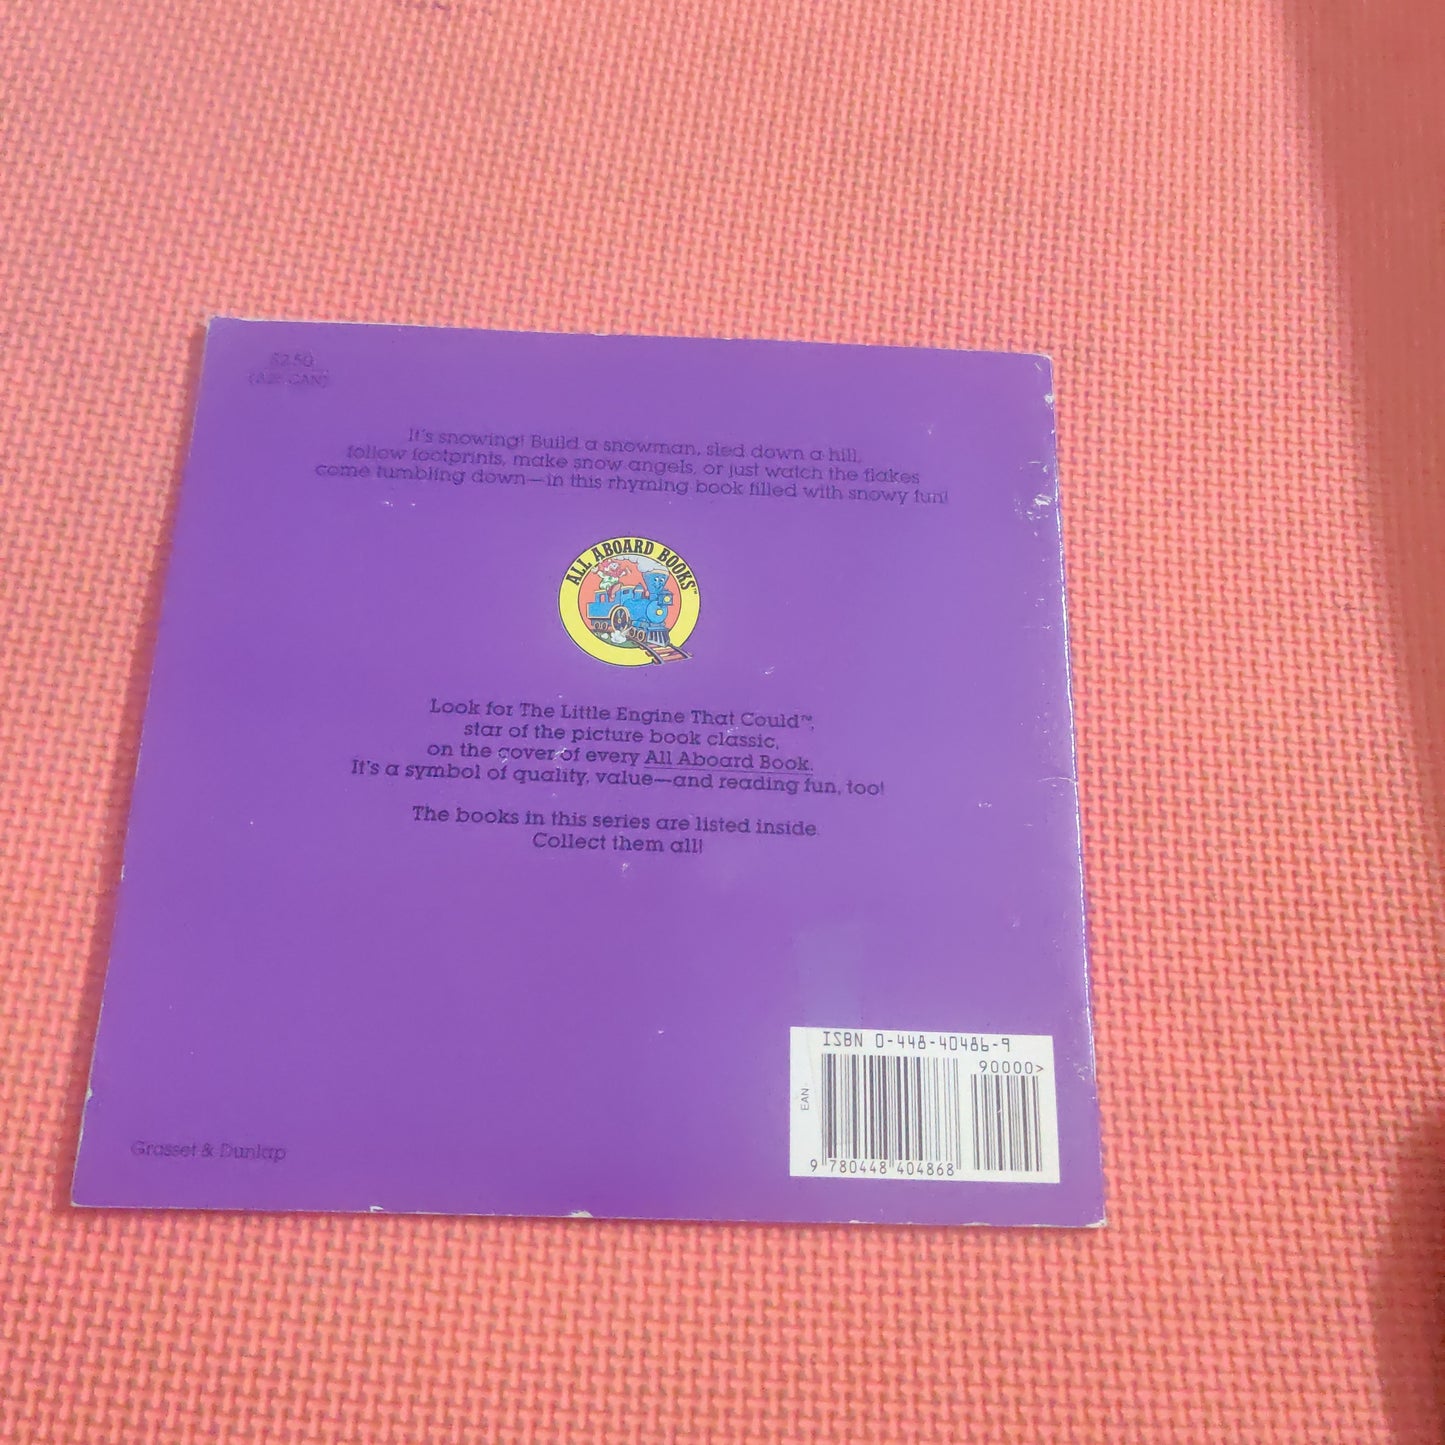 $2.50
It's snowing! Build a snowman, sled down a hill,
follow footprints, make snow angels, or just watch the flakes
come tumbling down—in this rhyming book filled with snowy fun!
ALL ABOARD BOOKS™
Look for The Little Engine That Could™,
star of the picture book classic,
on the cover of every All Aboard Book.
It's a symbol of quality, value—and reading fun, too!
The books in this series are listed inside.
Collect them all!
ISBN 0-448-40486-9
90000>
EAN
9 780448 404868
Grosset & Dunlap